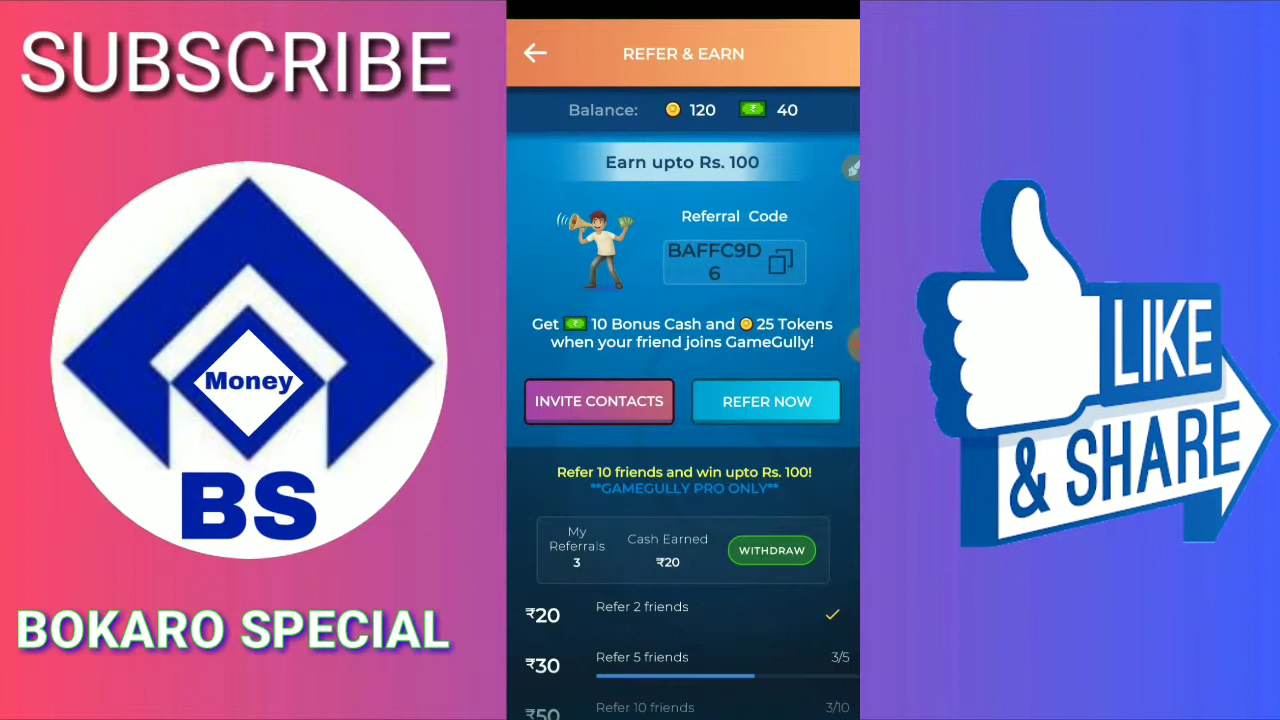 SUBSCRIBE
Money
BS
BOKARO SPECIAL
REFER & EARN
Balance: 120 40
Earn upto Rs. 100
Referral Code
BAFFC9D
6
Get 10 Bonus Cash and 25 Tokens
when your friend joins GameGully!
INVITE CONTACTS
REFER NOW
Refer 10 friends and win upto Rs. 100!
**GAMEGULLY PRO ONLY**
My
Referrals
3
Cash Earned
₹20
WITHDRAW
₹20 Refer 2 friends
₹30 Refer 5 friends 3/5
₹50 Refer 10 friends 3/10
LIKE
& SHARE